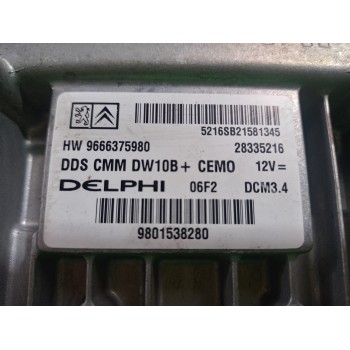 5216SB21581345
HW 9666375980 28335216
DDS CMM DW10B+ CEMO 12V=
DELPHI 06F2 DCM3.4
9801538280